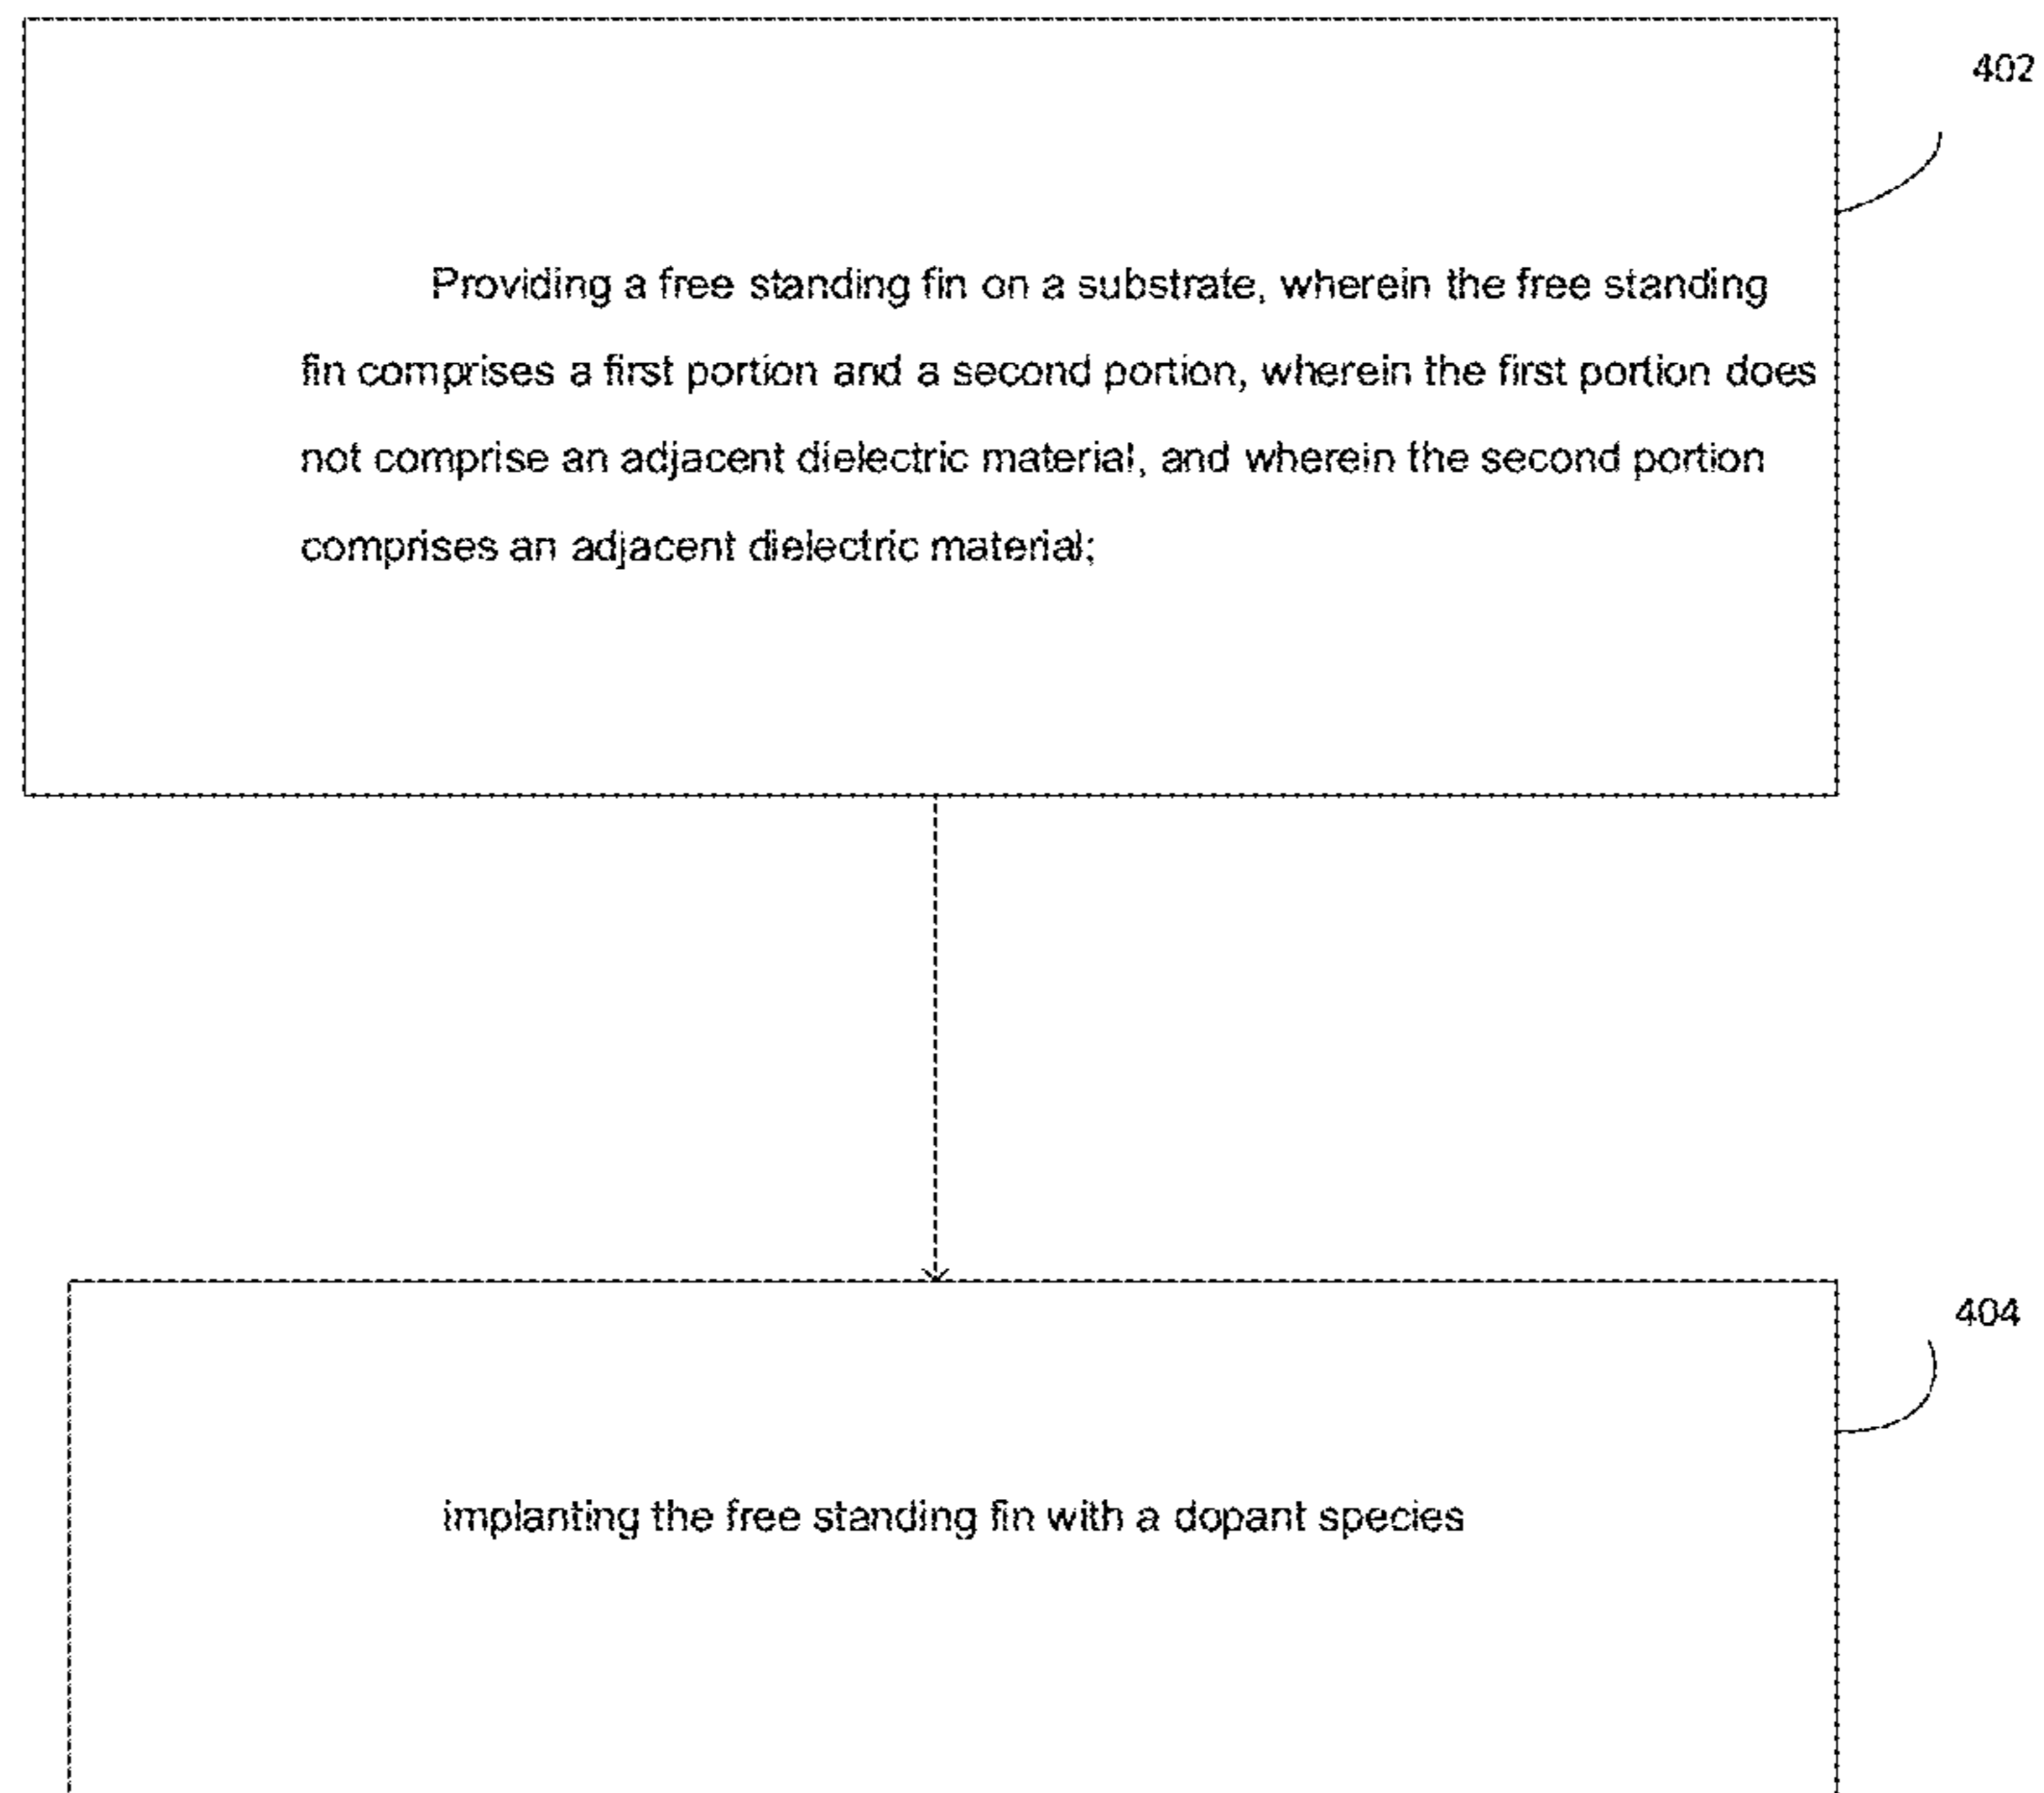 402
Providing a free standing fin on a substrate, wherein the free standing
fin comprises a first portion and a second portion, wherein the first portion does
not comprise an adjacent dielectric material, and wherein the second portion
comprises an adjacent dielectric material;
404
implanting the free standing fin with a dopant species